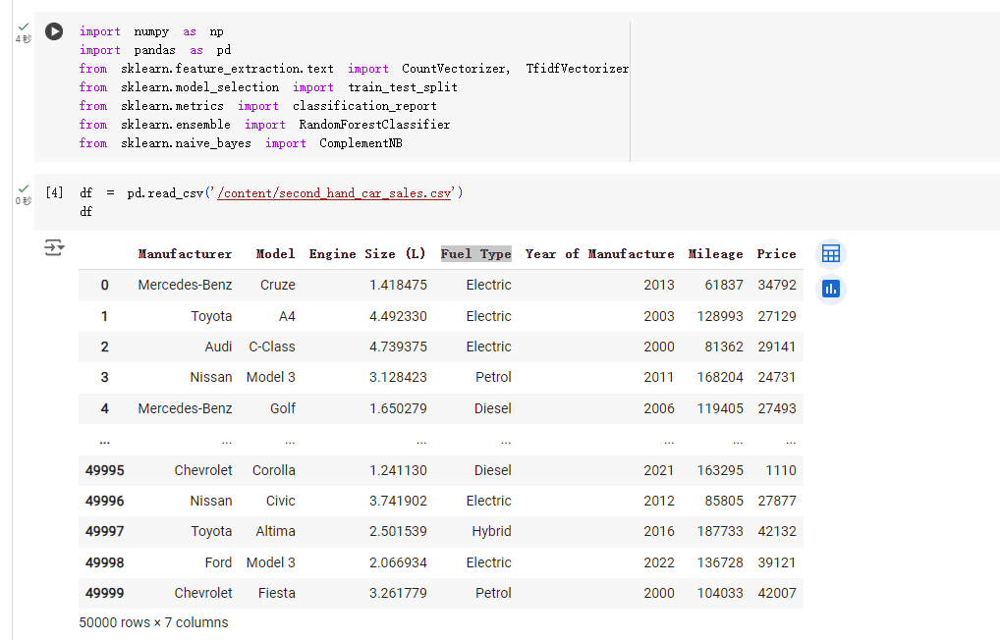 4秒
import numpy as np
import pandas as pd
from sklearn.feature_extraction.text import CountVectorizer, TfidfVectorizer
from sklearn.model_selection import train_test_split
from sklearn.metrics import classification_report
from sklearn.ensemble import RandomForestClassifier
from sklearn.naive_bayes import ComplementNB
0秒 [4] df = pd.read_csv('/content/second_hand_car_sales.csv')
df
Manufacturer Model Engine Size (L) Fuel Type Year of Manufacture Mileage Price
0 Mercedes-Benz Cruze 1.418475 Electric 2013 61837 34792
1 Toyota A4 4.492330 Electric 2003 128993 27129
2 Audi C-Class 4.739375 Electric 2000 81362 29141
3 Nissan Model 3 3.128423 Petrol 2011 168204 24731
4 Mercedes-Benz Golf 1.650279 Diesel 2006 119405 27493
... ... ... ... ... ... ... ...
49995 Chevrolet Corolla 1.241130 Diesel 2021 163295 1110
49996 Nissan Civic 3.741902 Electric 2012 85805 27877
49997 Toyota Altima 2.501539 Hybrid 2016 187733 42132
49998 Ford Model 3 2.066934 Electric 2022 136728 39121
49999 Chevrolet Fiesta 3.261779 Petrol 2000 104033 42007
50000 rows × 7 columns